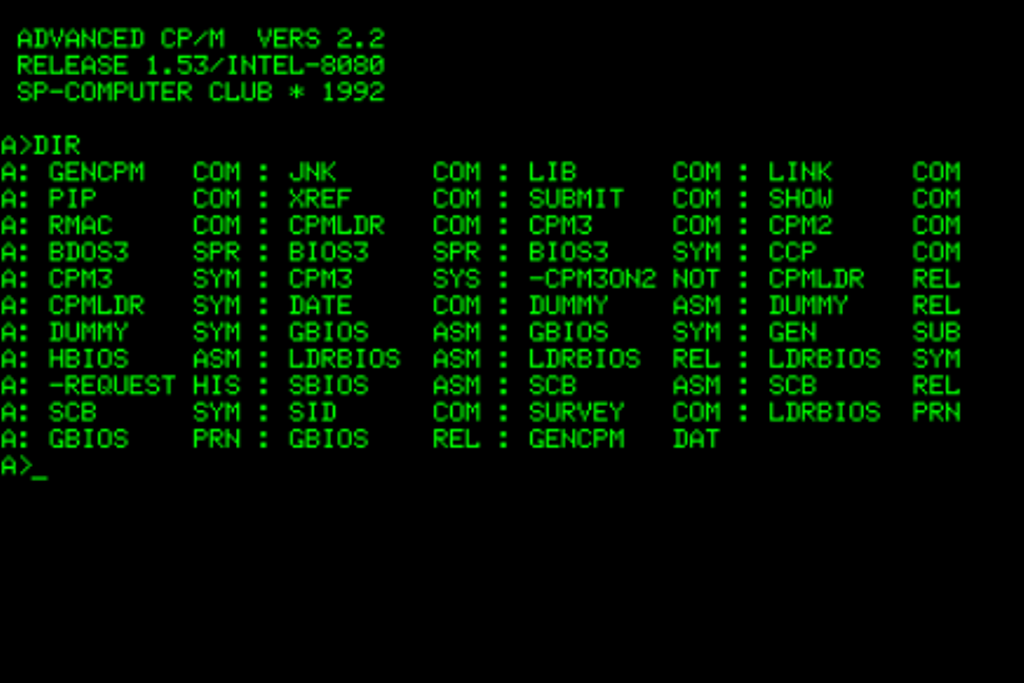 ADVANCED CP/M  VERS 2.2
RELEASE 1.53/INTEL-8080
SP-COMPUTER CLUB * 1992
A>DIR
A: GENCPM   COM : JNK      COM : LIB      COM : LINK     COM
A: PIP      COM : XREF     COM : SUBMIT   COM : SHOW     COM
A: RMAC     COM : CPMLDR   COM : CPM3     COM : CPM2     COM
A: BDOS3    SPR : BIOS3    SPR : BIOS3    SYM : CCP      COM
A: CPM3     SYM : CPM3     SYS : -CPM3ON2 NOT : CPMLDR   REL
A: CPMLDR   SYM : DATE     COM : DUMMY    ASM : DUMMY    REL
A: DUMMY    SYM : GBIOS    ASM : GBIOS    SYM : GEN      SUB
A: HBIOS    ASM : LDRBIOS  ASM : LDRBIOS  REL : LDRBIOS  SYM
A: -REQUEST HIS : SBIOS    ASM : SCB      ASM : SCB      REL
A: SCB      SYM : SID      COM : SURVEY   COM : LDRBIOS  PRN
A: GBIOS    PRN : GBIOS    REL : GENCPM   DAT
A>_